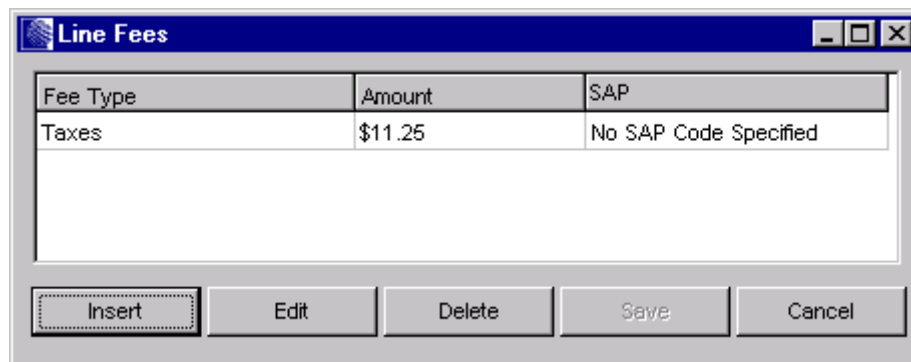 Line Fees
Fee Type Amount SAP
Taxes $11.25 No SAP Code Specified
Insert Edit Delete Save Cancel